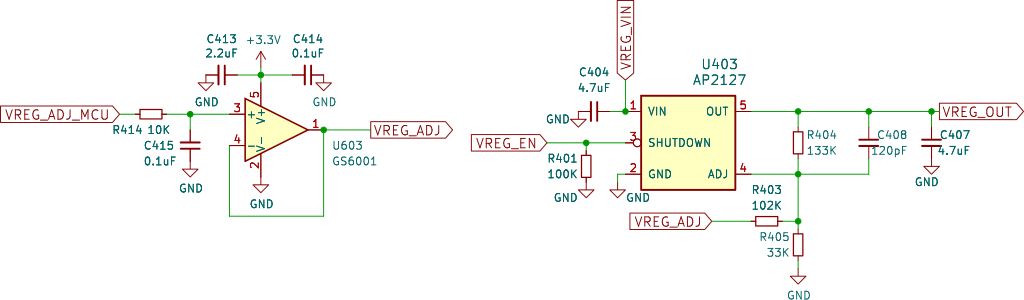 C413
2.2uF
+3.3V
C414
0.1uF
GND
GND
VREG_ADJ_MCU
R414 10K
C415
0.1uF
GND
3
4
5
2
1
+
-
V+
V-
GND
VREG_ADJ
U603
GS6001
VREG_VIN
C404
4.7uF
GND
VREG_EN
R401
100K
GND
GND
U403
AP2127
1
3
2
5
4
VIN
SHUTDOWN
GND
OUT
ADJ
VREG_OUT
R404
133K
C408
120pF
C407
4.7uF
GND
R403
102K
VREG_ADJ
R405
33K
GND